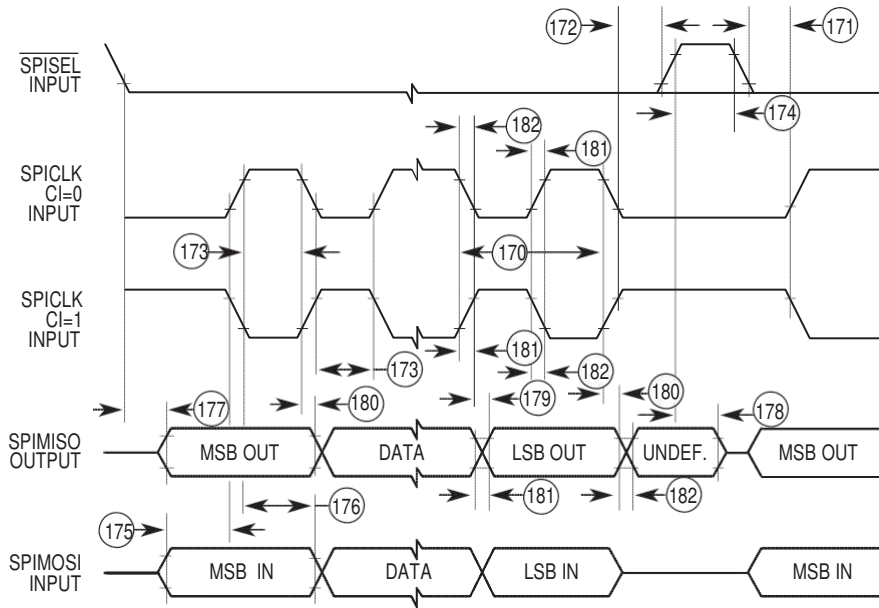 172
171
SPISEL
INPUT
174
182
181
SPICLK
CI=0
INPUT
173
170
SPICLK
CI=1
INPUT
181
182
173
179
180
177
180
178
SPIMISO
OUTPUT
MSB OUT
DATA
LSB OUT
UNDEF.
MSB OUT
181
182
176
175
SPIMOSI
INPUT
MSB IN
DATA
LSB IN
MSB IN